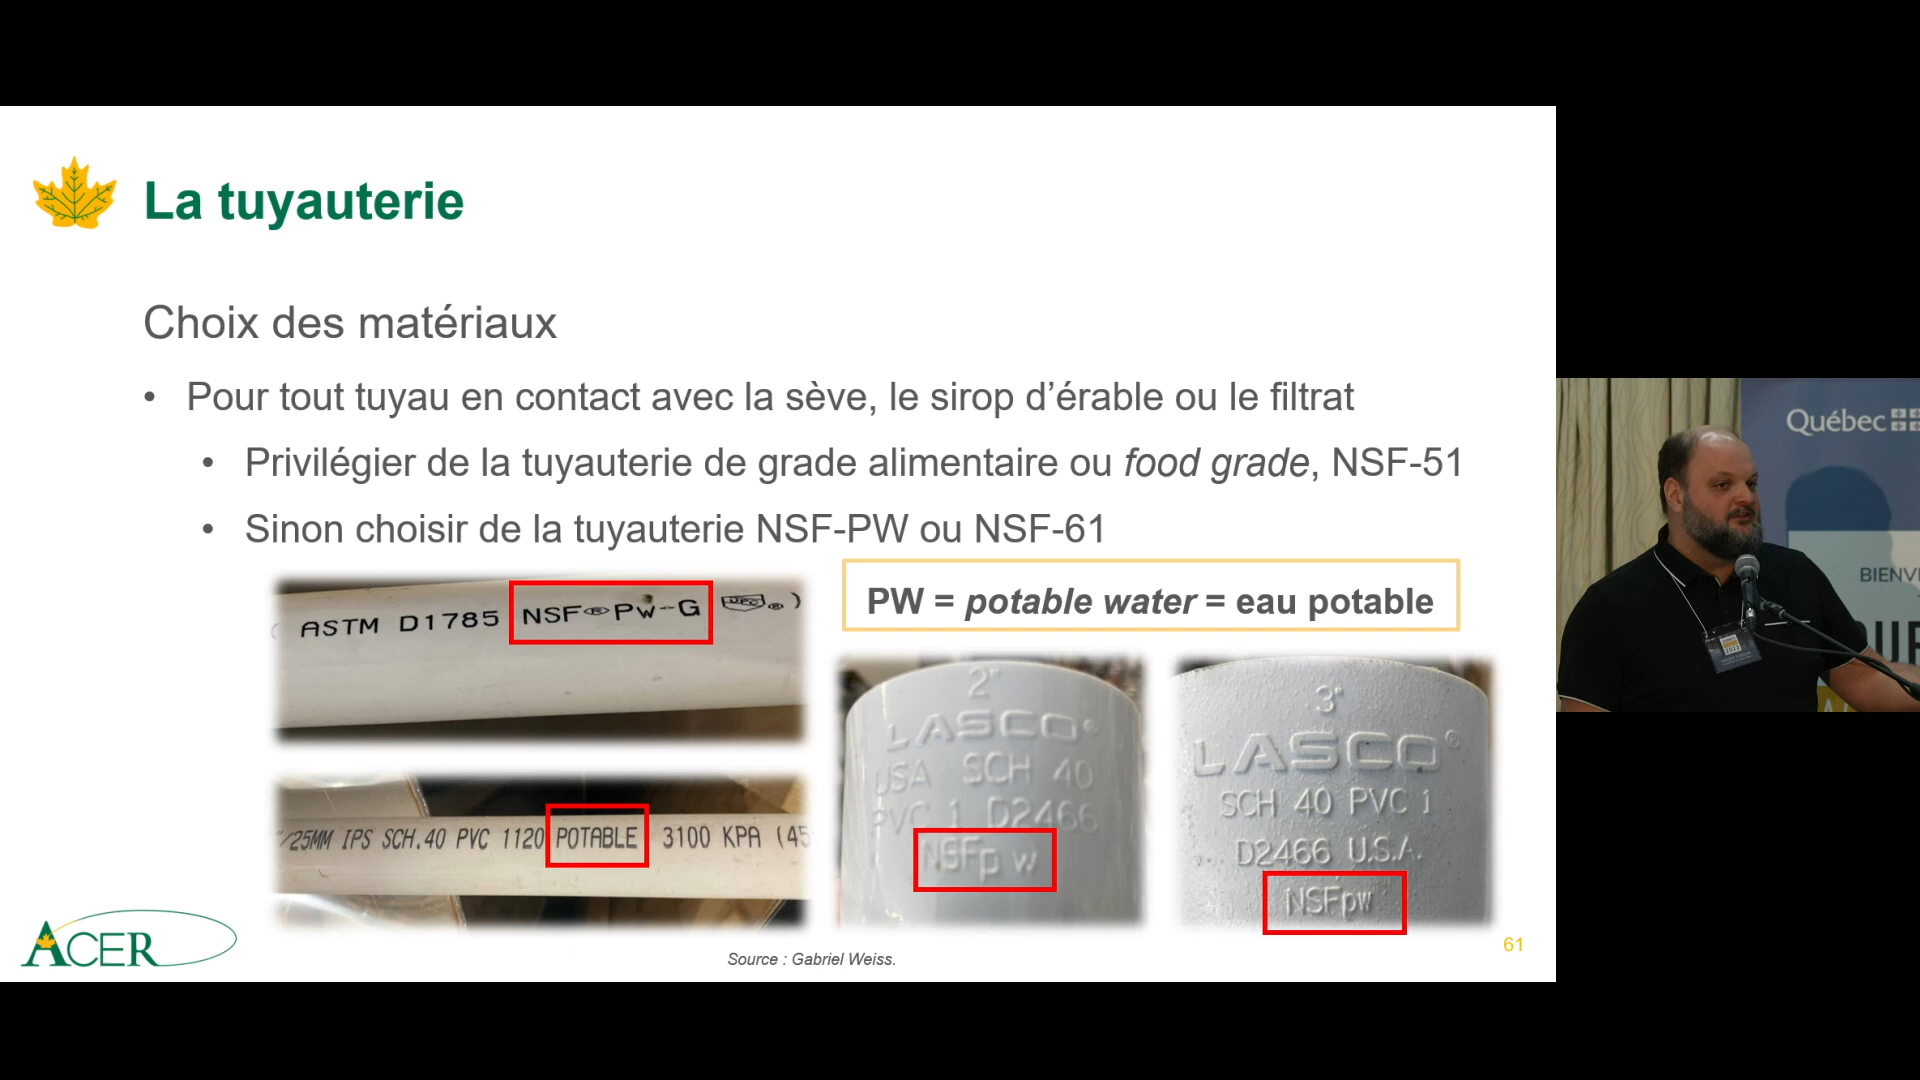 La tuyauterie
Choix des matériaux
• Pour tout tuyau en contact avec la sève, le sirop d’érable ou le filtrat
• Privilégier de la tuyauterie de grade alimentaire ou food grade, NSF-51
• Sinon choisir de la tuyauterie NSF-PW ou NSF-61
PW = potable water = eau potable
ASTM D1785 NSF®Pw-G
/25MM IPS SCH.40 PVC 1120 POTABLE 3100 KPA (45
2"
LASCO®
USA SCH 40
PVC 1 D2466
NSFpw
3"
LASCO®
SCH 40 PVC 1
D2466 U.S.A.
NSFpw
ACER
Source : Gabriel Weiss.
61
Québec
BIENV